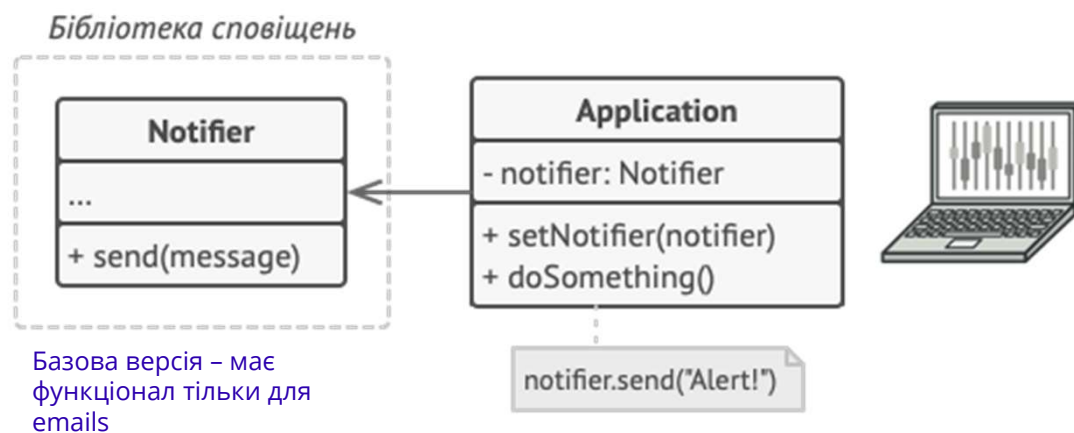 Бібліотека сповіщень
Notifier
...
+ send(message)
Application
- notifier: Notifier
+ setNotifier(notifier)
+ doSomething()
notifier.send("Alert!")
Базова версія – має
функціонал тільки для
emails